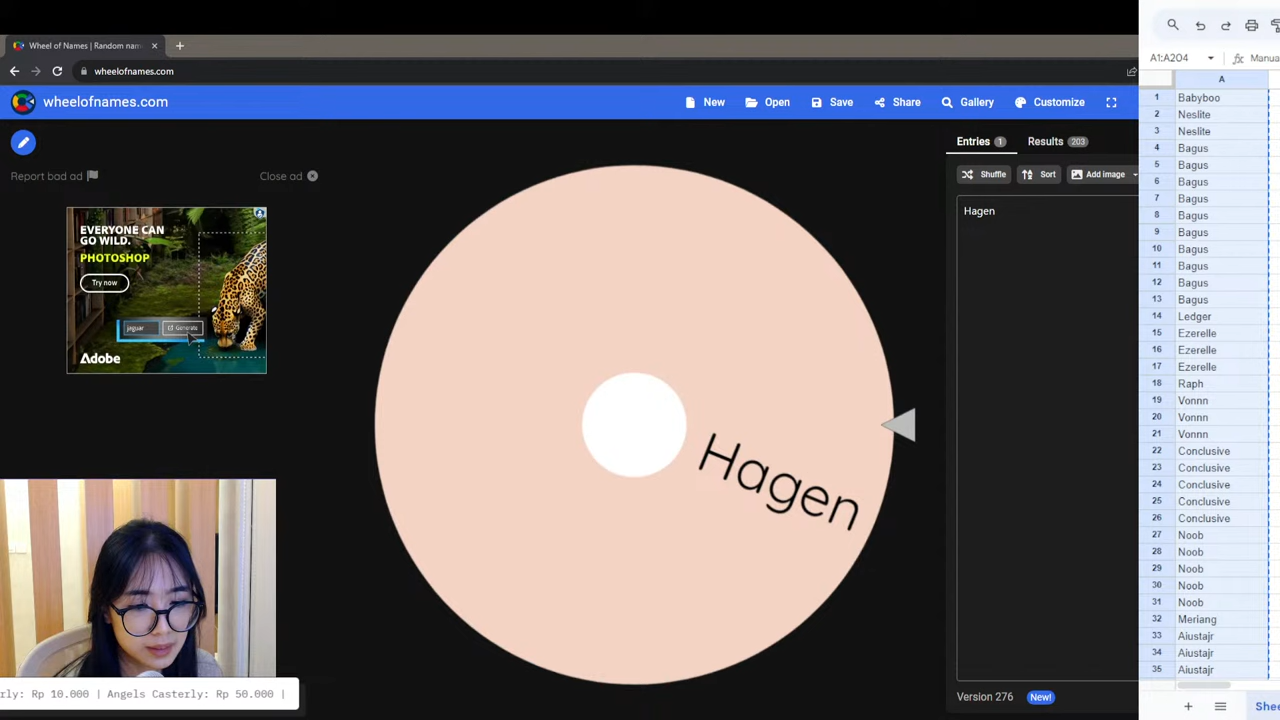 Wheel of Names | Random nam
wheelofnames.com
wheelofnames.com
New
Open
Save
Share
Gallery
Customize
Report bad ad
Close ad
EVERYONE CAN
GO WILD.
PHOTOSHOP
Try now
jaguar
Generate
Adobe
Hagen
Entries 1
Results 203
Shuffle
Sort
Add image
Hagen
Version 276
New!
rly: Rp 10.000 | Angels Casterly: Rp 50.000 |
A1:A204
fx Manua
A
1 Babyboo
2 Neslite
3 Neslite
4 Bagus
5 Bagus
6 Bagus
7 Bagus
8 Bagus
9 Bagus
10 Bagus
11 Bagus
12 Bagus
13 Bagus
14 Ledger
15 Ezerelle
16 Ezerelle
17 Ezerelle
18 Raph
19 Vonnn
20 Vonnn
21 Vonnn
22 Conclusive
23 Conclusive
24 Conclusive
25 Conclusive
26 Conclusive
27 Noob
28 Noob
29 Noob
30 Noob
31 Noob
32 Meriang
33 Aiustajr
34 Aiustajr
35 Aiustajr
Shee